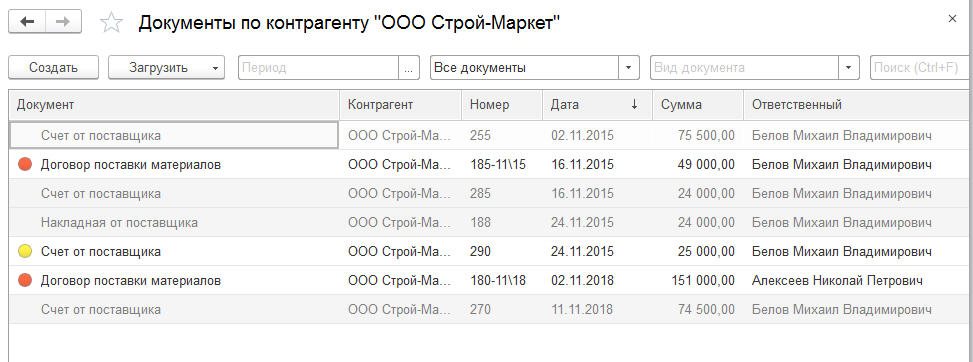 Документы по контрагенту "ООО Строй-Маркет"
Создать Загрузить Период ... Все документы Вид документа Поиск (Ctrl+F)
Документ Контрагент Номер Дата ↓ Сумма Ответственный
Счет от поставщика ООО Строй-Ма... 255 02.11.2015 75 500,00 Белов Михаил Владимирович
Договор поставки материалов ООО Строй-Ма... 185-11\15 16.11.2015 49 000,00 Белов Михаил Владимирович
Счет от поставщика ООО Строй-Ма... 285 16.11.2015 24 000,00 Белов Михаил Владимирович
Накладная от поставщика ООО Строй-Ма... 188 24.11.2015 24 000,00 Белов Михаил Владимирович
Счет от поставщика ООО Строй-Ма... 290 24.11.2015 25 000,00 Белов Михаил Владимирович
Договор поставки материалов ООО Строй-Ма... 180-11\18 02.11.2018 151 000,00 Алексеев Николай Петрович
Счет от поставщика ООО Строй-Ма... 270 11.11.2018 74 500,00 Белов Михаил Владимирович